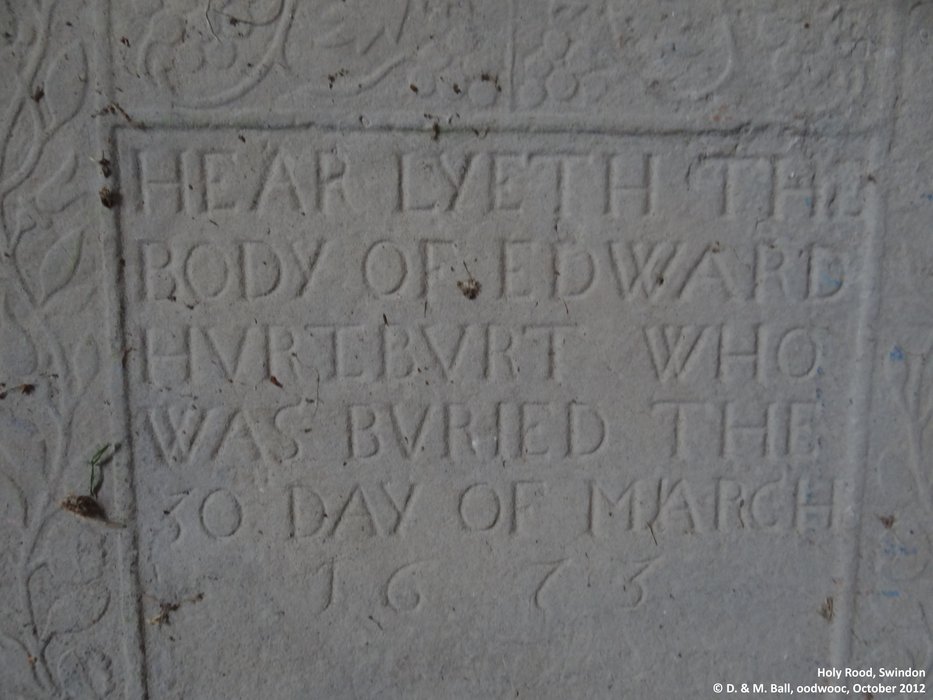 HEAR LYETH THE
BODY OF EDWARD
HVRTBVRT WHO
WAS BVRIED THE
30 DAY OF MARCH
1673
Holy Rood, Swindon
© D. & M. Ball, oodwooc, October 2012